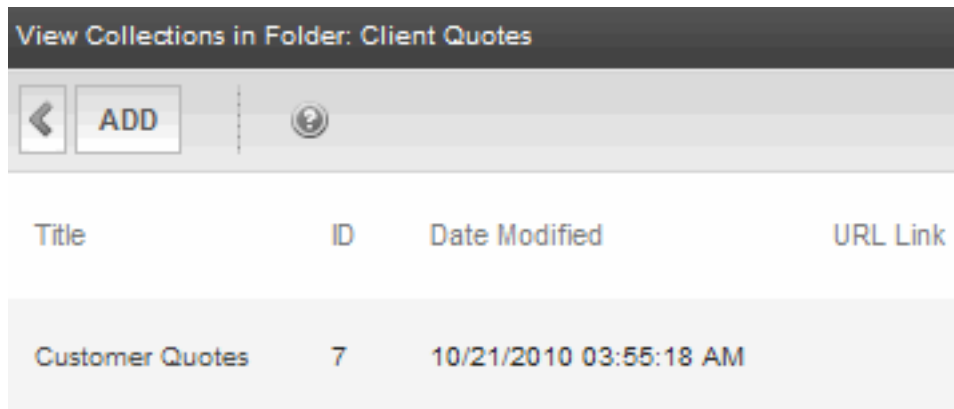 View Collections in Folder: Client Quotes
ADD
Title ID Date Modified URL Link
Customer Quotes 7 10/21/2010 03:55:18 AM